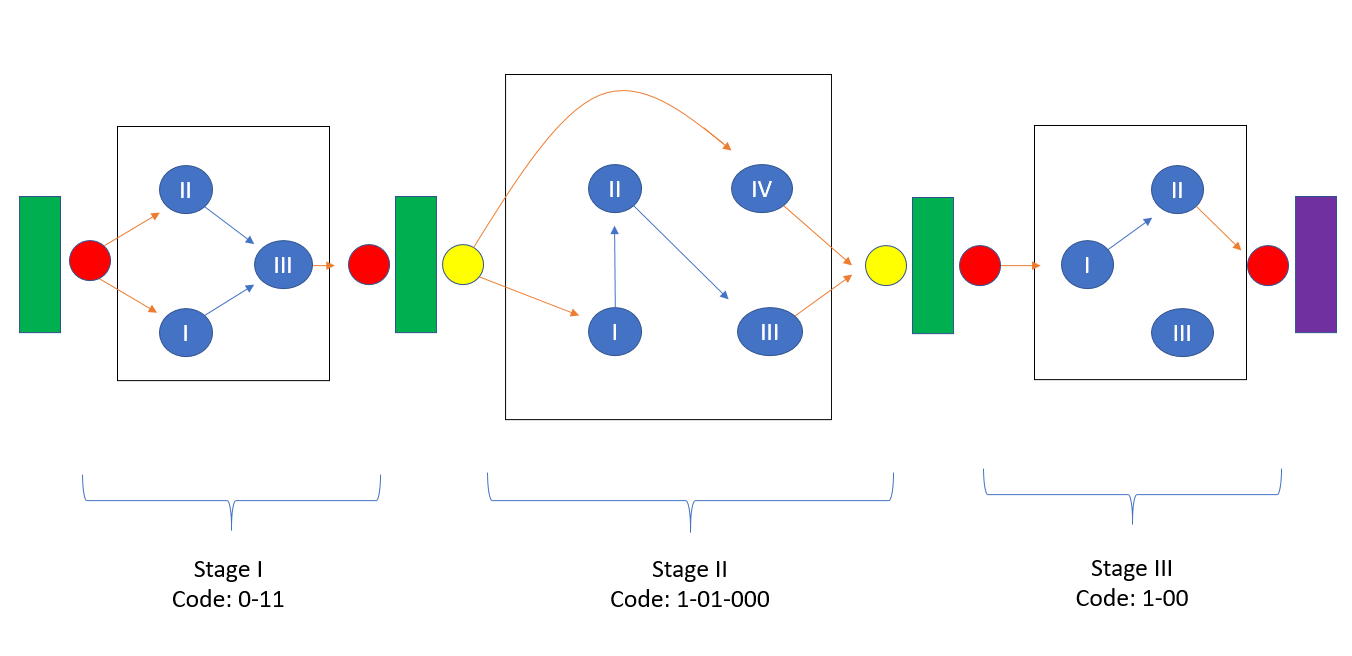 II
III
I
II
IV
I
III
I
II
III
Stage I
Code: 0-11
Stage II
Code: 1-01-000
Stage III
Code: 1-00